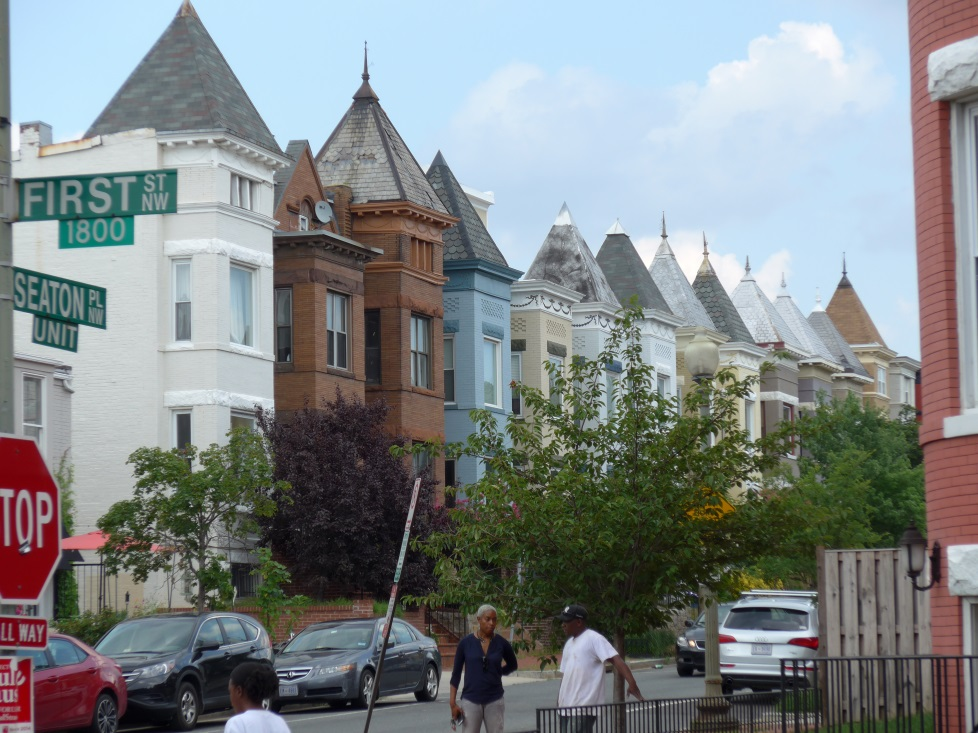 FIRST ST NW
1800
SEATON PL NW
UNIT
TOP
LL WAY